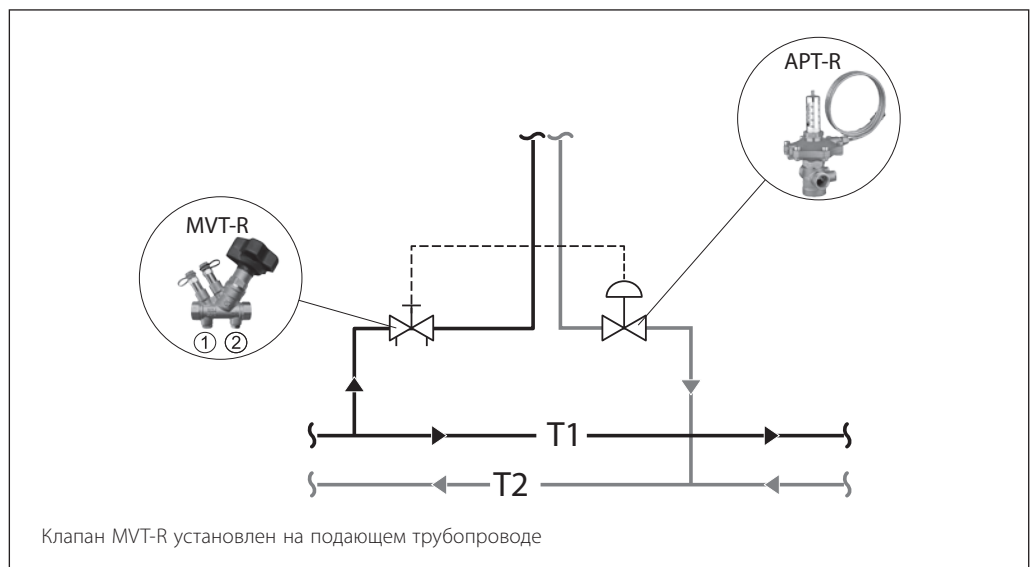 APT-R
MVT-R
① ②
T1
T2
Клапан MVT-R установлен на подающем трубопроводе